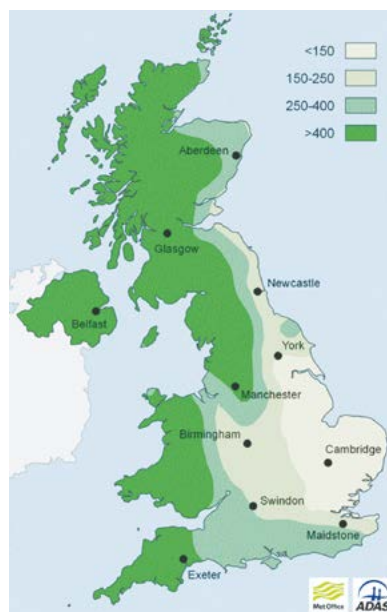 <150
150-250
250-400
>400
Aberdeen
Glasgow
Newcastle
Belfast
York
Manchester
Birmingham
Cambridge
Swindon
Maidstone
Exeter
Met Office
ADAS